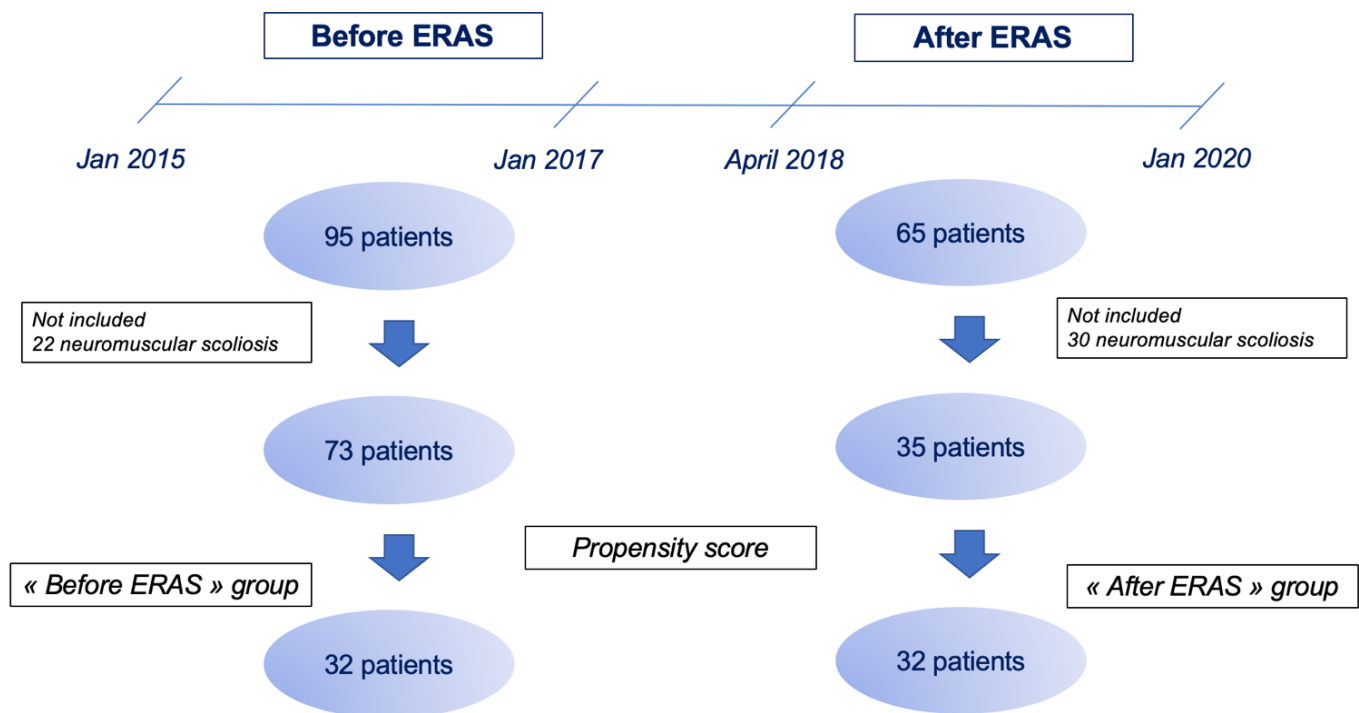 Before ERAS
After ERAS
Jan 2015
Jan 2017
April 2018
Jan 2020
95 patients
65 patients
Not included
22 neuromuscular scoliosis
Not included
30 neuromuscular scoliosis
73 patients
35 patients
Propensity score
« Before ERAS » group
« After ERAS » group
32 patients
32 patients